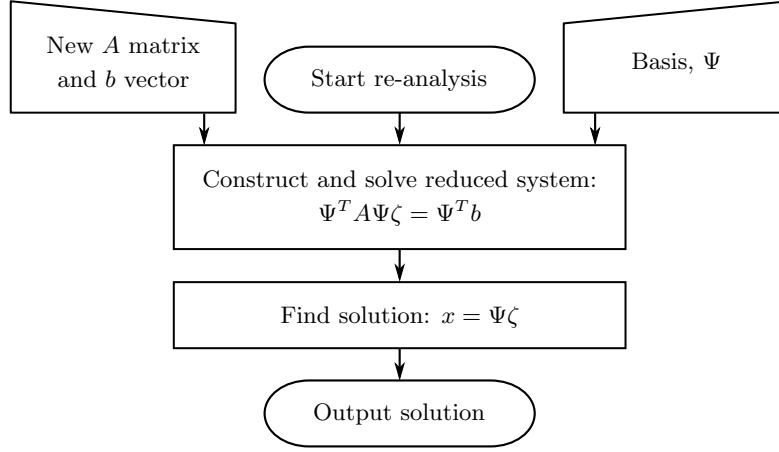 New A matrix
and b vector
Start re-analysis
Basis, Ψ
Construct and solve reduced system:
Ψ^T AΨζ = Ψ^T b
Find solution: x = Ψζ
Output solution